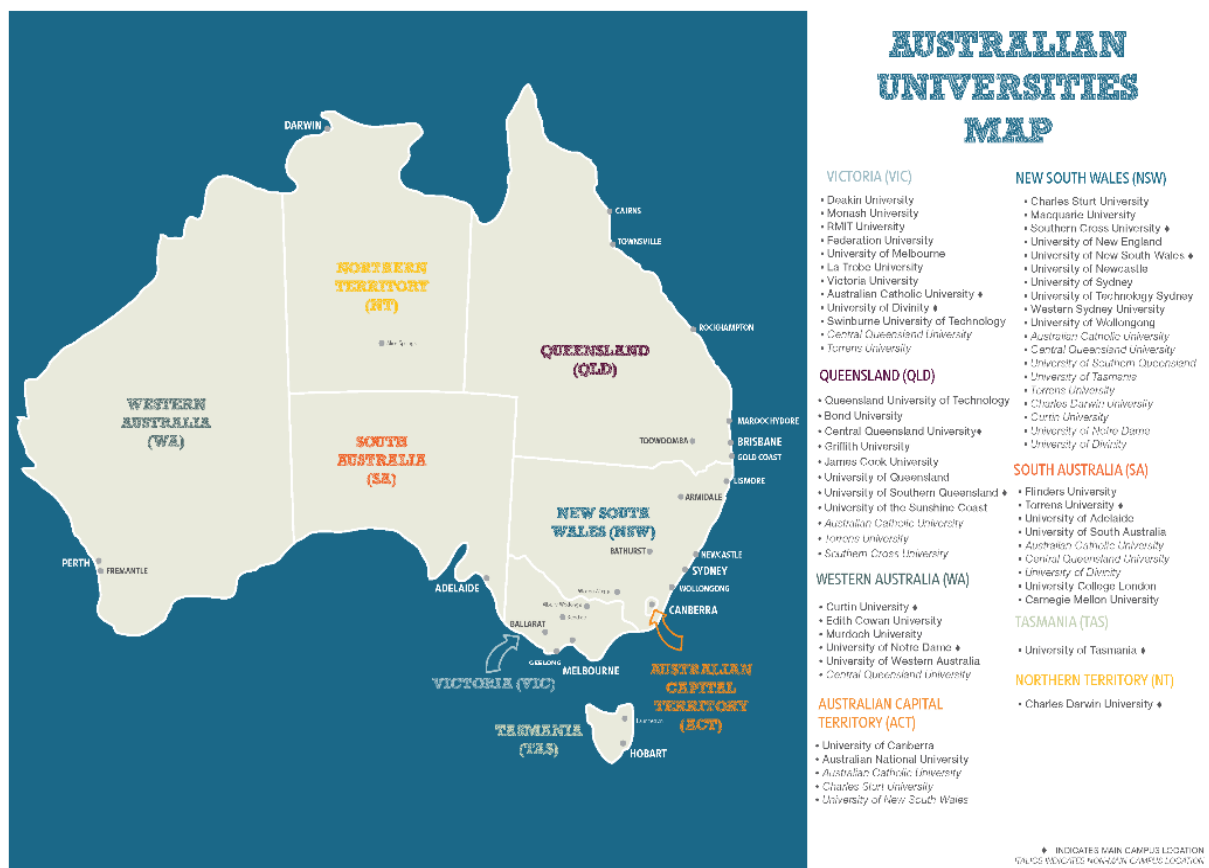 AUSTRALIAN
UNIVERSITIES
MAP
DARWIN
CAIRNS
TOWNSVILLE
NORTHERN
TERRITORY
(NT)
ROCKHAMPTON
Alice Springs
QUEENSLAND
(QLD)
WESTERN
AUSTRALIA
(WA)
MAROOCHYDORE
TOOWOOMBA
BRISBANE
GOLD COAST
SOUTH
AUSTRALIA
(SA)
LISMORE
ARMIDALE
NEW SOUTH
WALES (NSW)
BATHURST
NEWCASTLE
PERTH
FREMANTLE
SYDNEY
ADELAIDE
WOLLONGONG
Wagga Wagga
Albury Wodonga
CANBERRA
BALLARAT
GEELONG
MELBOURNE
VICTORIA (VIC)
AUSTRALIAN
CAPITAL
TERRITORY
(ACT)
TASMANIA
(TAS)
Launceston
HOBART
VICTORIA (VIC)
• Deakin University
• Monash University
• RMIT University
• Federation University
• University of Melbourne
• La Trobe University
• Victoria University
• Australian Catholic University ♦
• University of Divinity ♦
• Swinburne University of Technology
• Central Queensland University
• Torrens University
QUEENSLAND (QLD)
• Queensland University of Technology
• Bond University
• Central Queensland University♦
• Griffith University
• James Cook University
• University of Queensland
• University of Southern Queensland ♦
• University of the Sunshine Coast
• Australian Catholic University
• Torrens University
• Southern Cross University
WESTERN AUSTRALIA (WA)
• Curtin University ♦
• Edith Cowan University
• Murdoch University
• University of Notre Dame ♦
• University of Western Australia
• Central Queensland University
AUSTRALIAN CAPITAL
TERRITORY (ACT)
• University of Canberra
• Australian National University
• Australian Catholic University
• Charles Sturt University
• University of New South Wales
NEW SOUTH WALES (NSW)
• Charles Sturt University
• Macquarie University
• Southern Cross University ♦
• University of New England
• University of New South Wales ♦
• University of Newcastle
• University of Sydney
• University of Technology Sydney
• Western Sydney University
• University of Wollongong
• Australian Catholic University
• Central Queensland University
• University of Southern Queensland
• University of Tasmania
• Torrens University
• Charles Darwin University
• Curtin University
• University of Notre Dame
• University of Divinity
SOUTH AUSTRALIA (SA)
• Flinders University
• Torrens University ♦
• University of Adelaide
• University of South Australia
• Australian Catholic University
• Central Queensland University
• University of Divinity
• University College London
• Carnegie Mellon University
TASMANIA (TAS)
• University of Tasmania ♦
NORTHERN TERRITORY (NT)
• Charles Darwin University ♦
♦ INDICATES MAIN CAMPUS LOCATION
ITALICS INDICATES NON-MAIN CAMPUS LOCATION